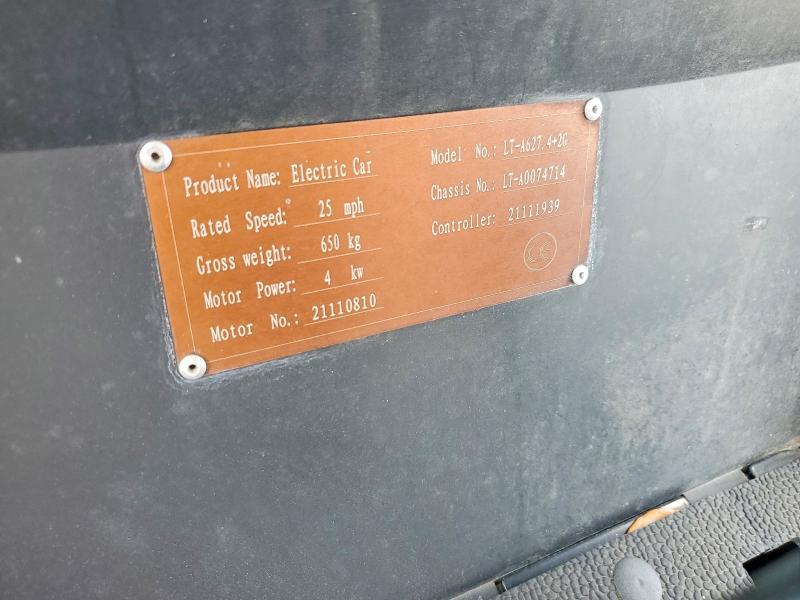 Product Name: Electric Car
Rated Speed: 25 mph
Gross weight: 650 kg
Motor Power: 4 kw
Motor No.: 21110810
Model No.: LT-A627.4+2G
Chassis No.: LT-A0074714
Controller: 21111939
CE